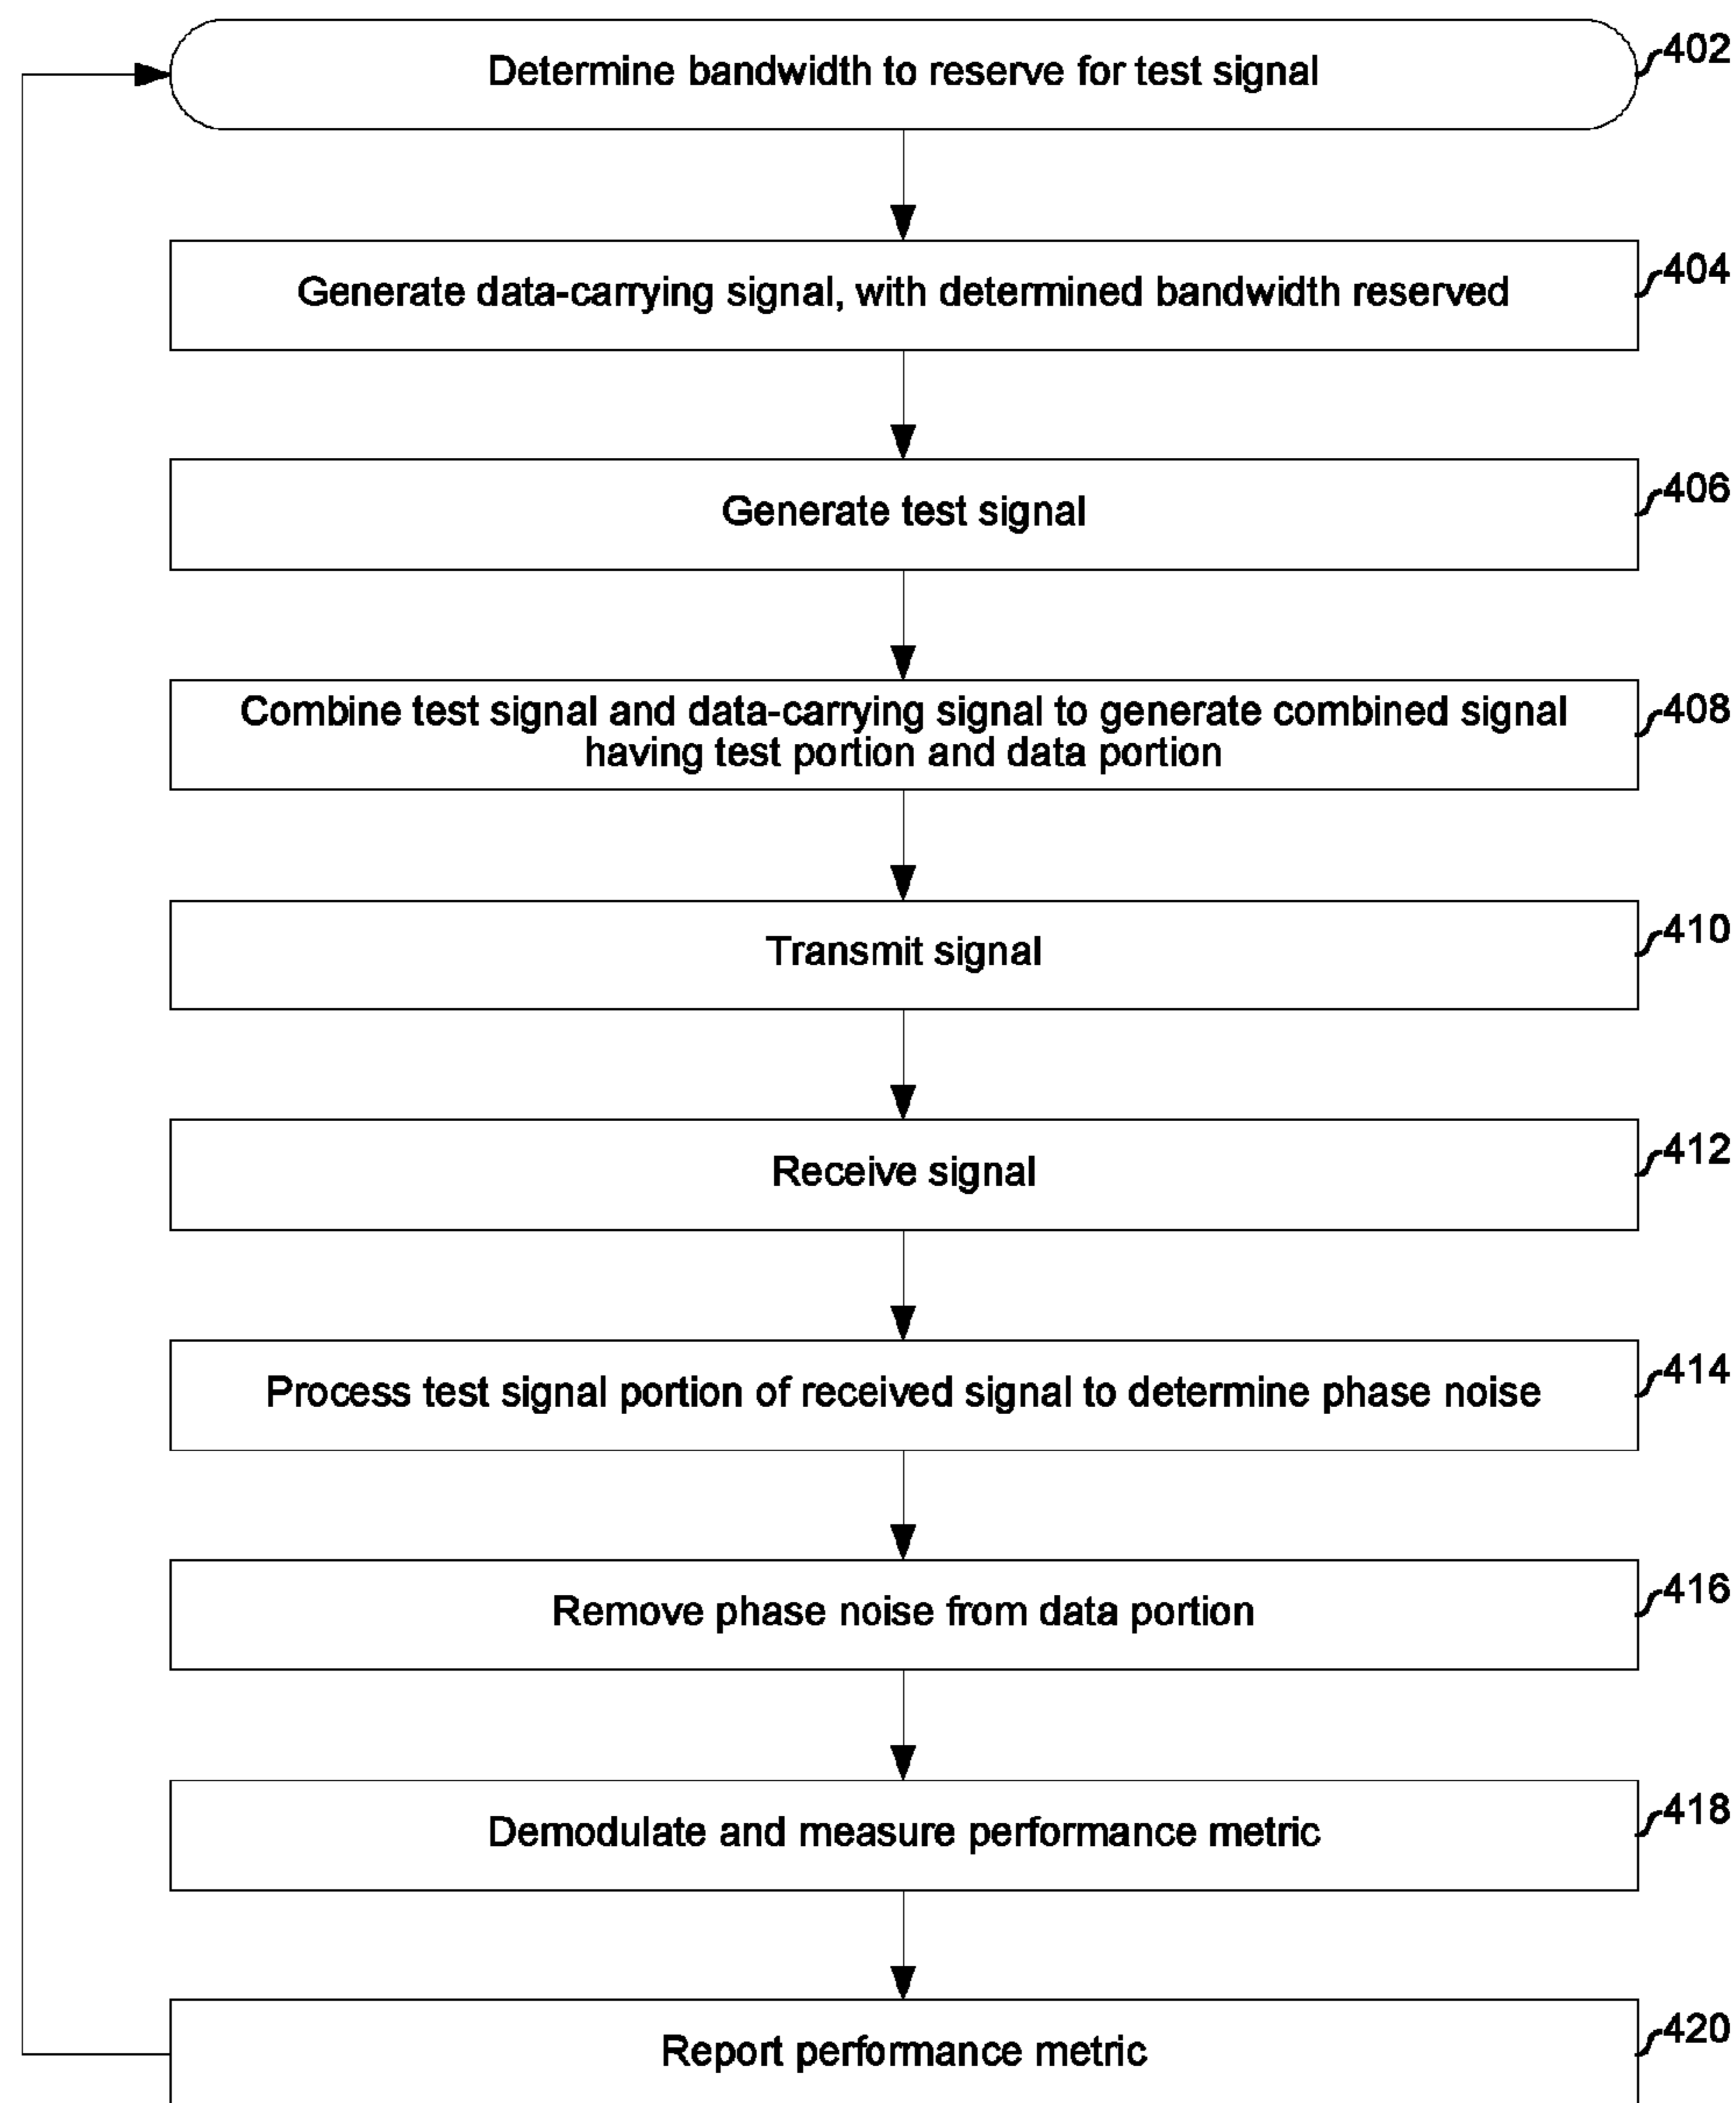 Determine bandwidth to reserve for test signal
402
Generate data-carrying signal, with determined bandwidth reserved
404
Generate test signal
406
Combine test signal and data-carrying signal to generate combined signal
having test portion and data portion
408
Transmit signal
410
Receive signal
412
Process test signal portion of received signal to determine phase noise
414
Remove phase noise from data portion
416
Demodulate and measure performance metric
418
Report performance metric
420